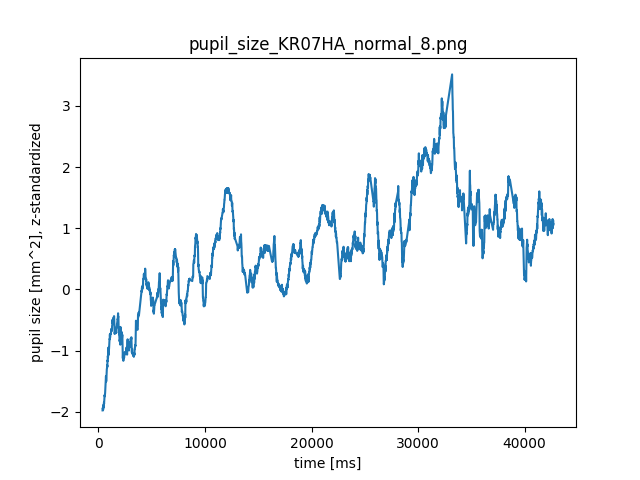 pupil_size_KR07HA_normal_8.png
pupil size [mm^2], z-standardized
3
2
1
0
−1
−2
0 10000 20000 30000 40000
time [ms]